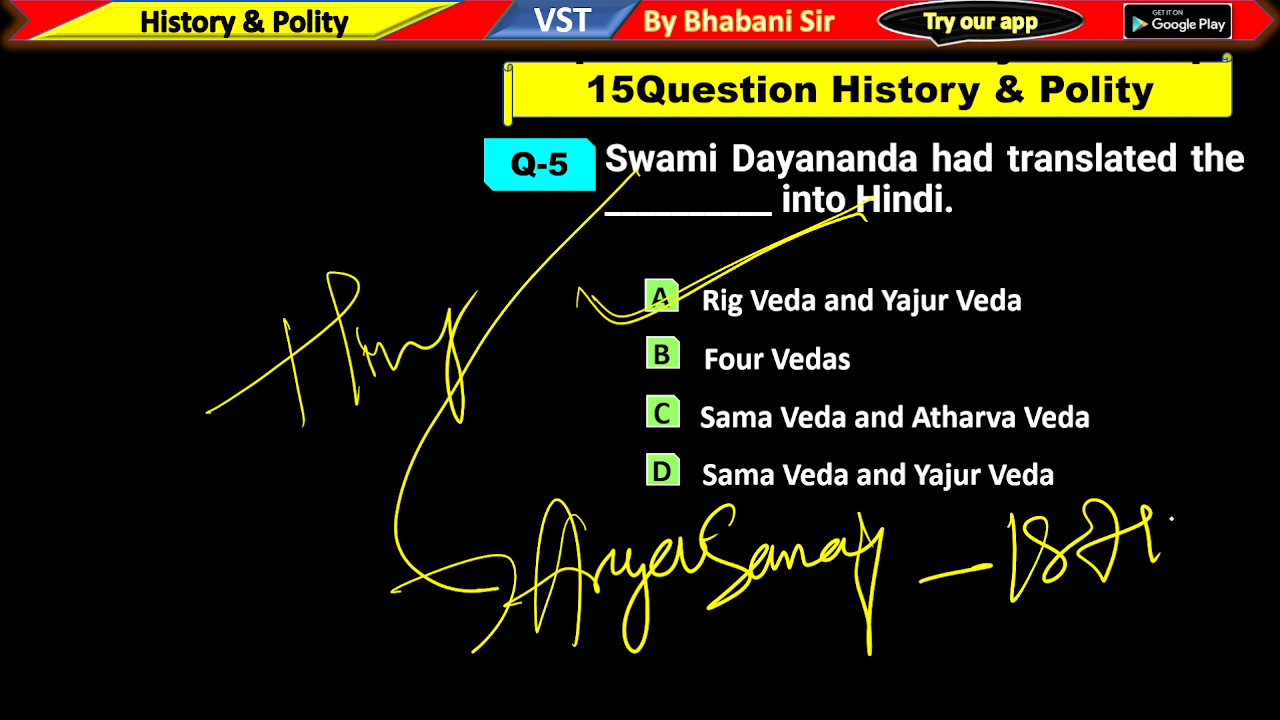 History & Polity
VST
By Bhabani Sir
Try our app
GET IT ON
Google Play
15Question History & Polity
Q-5
Swami Dayananda had translated the
_________ into Hindi.
A Rig Veda and Yajur Veda
B Four Vedas
C Sama Veda and Atharva Veda
D Sama Veda and Yajur Veda